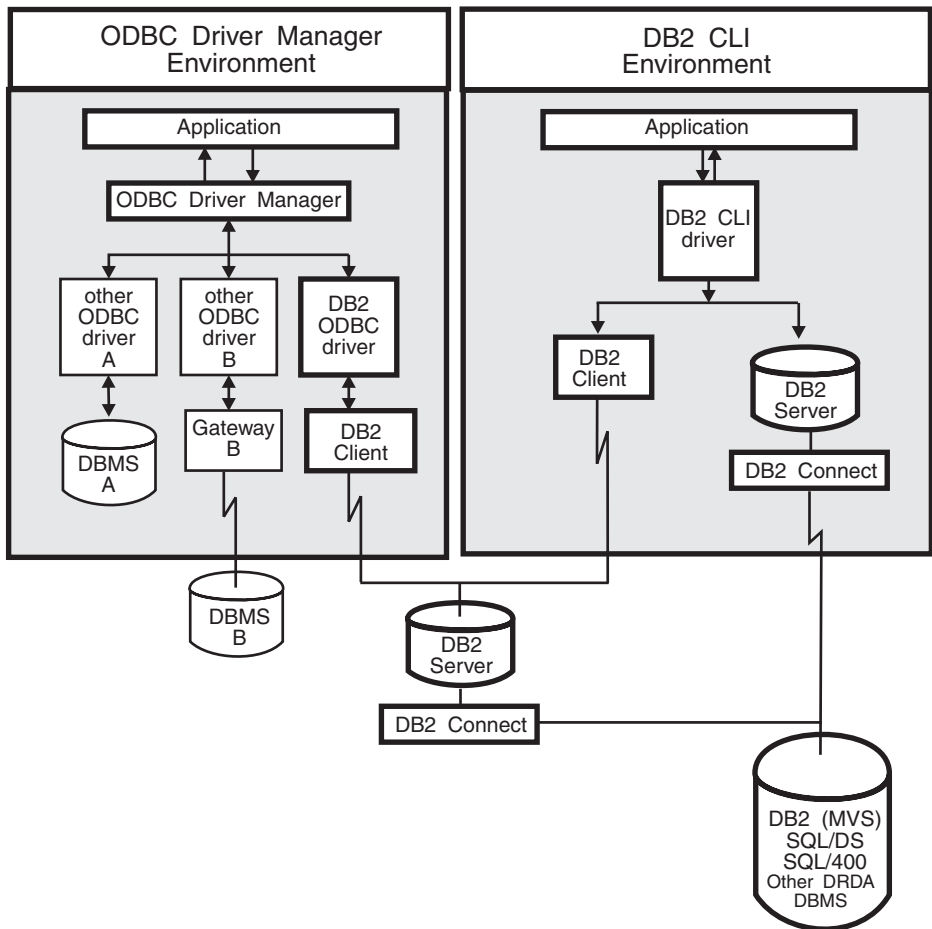 ODBC Driver Manager
Environment
DB2 CLI
Environment
Application
ODBC Driver Manager
other
ODBC
driver
A
other
ODBC
driver
B
DB2
ODBC
driver
DBMS
A
Gateway
B
DB2
Client
DBMS
B
Application
DB2 CLI
driver
DB2
Client
DB2
Server
DB2 Connect
DB2
Server
DB2 Connect
DB2 (MVS)
SQL/DS
SQL/400
Other DRDA
DBMS